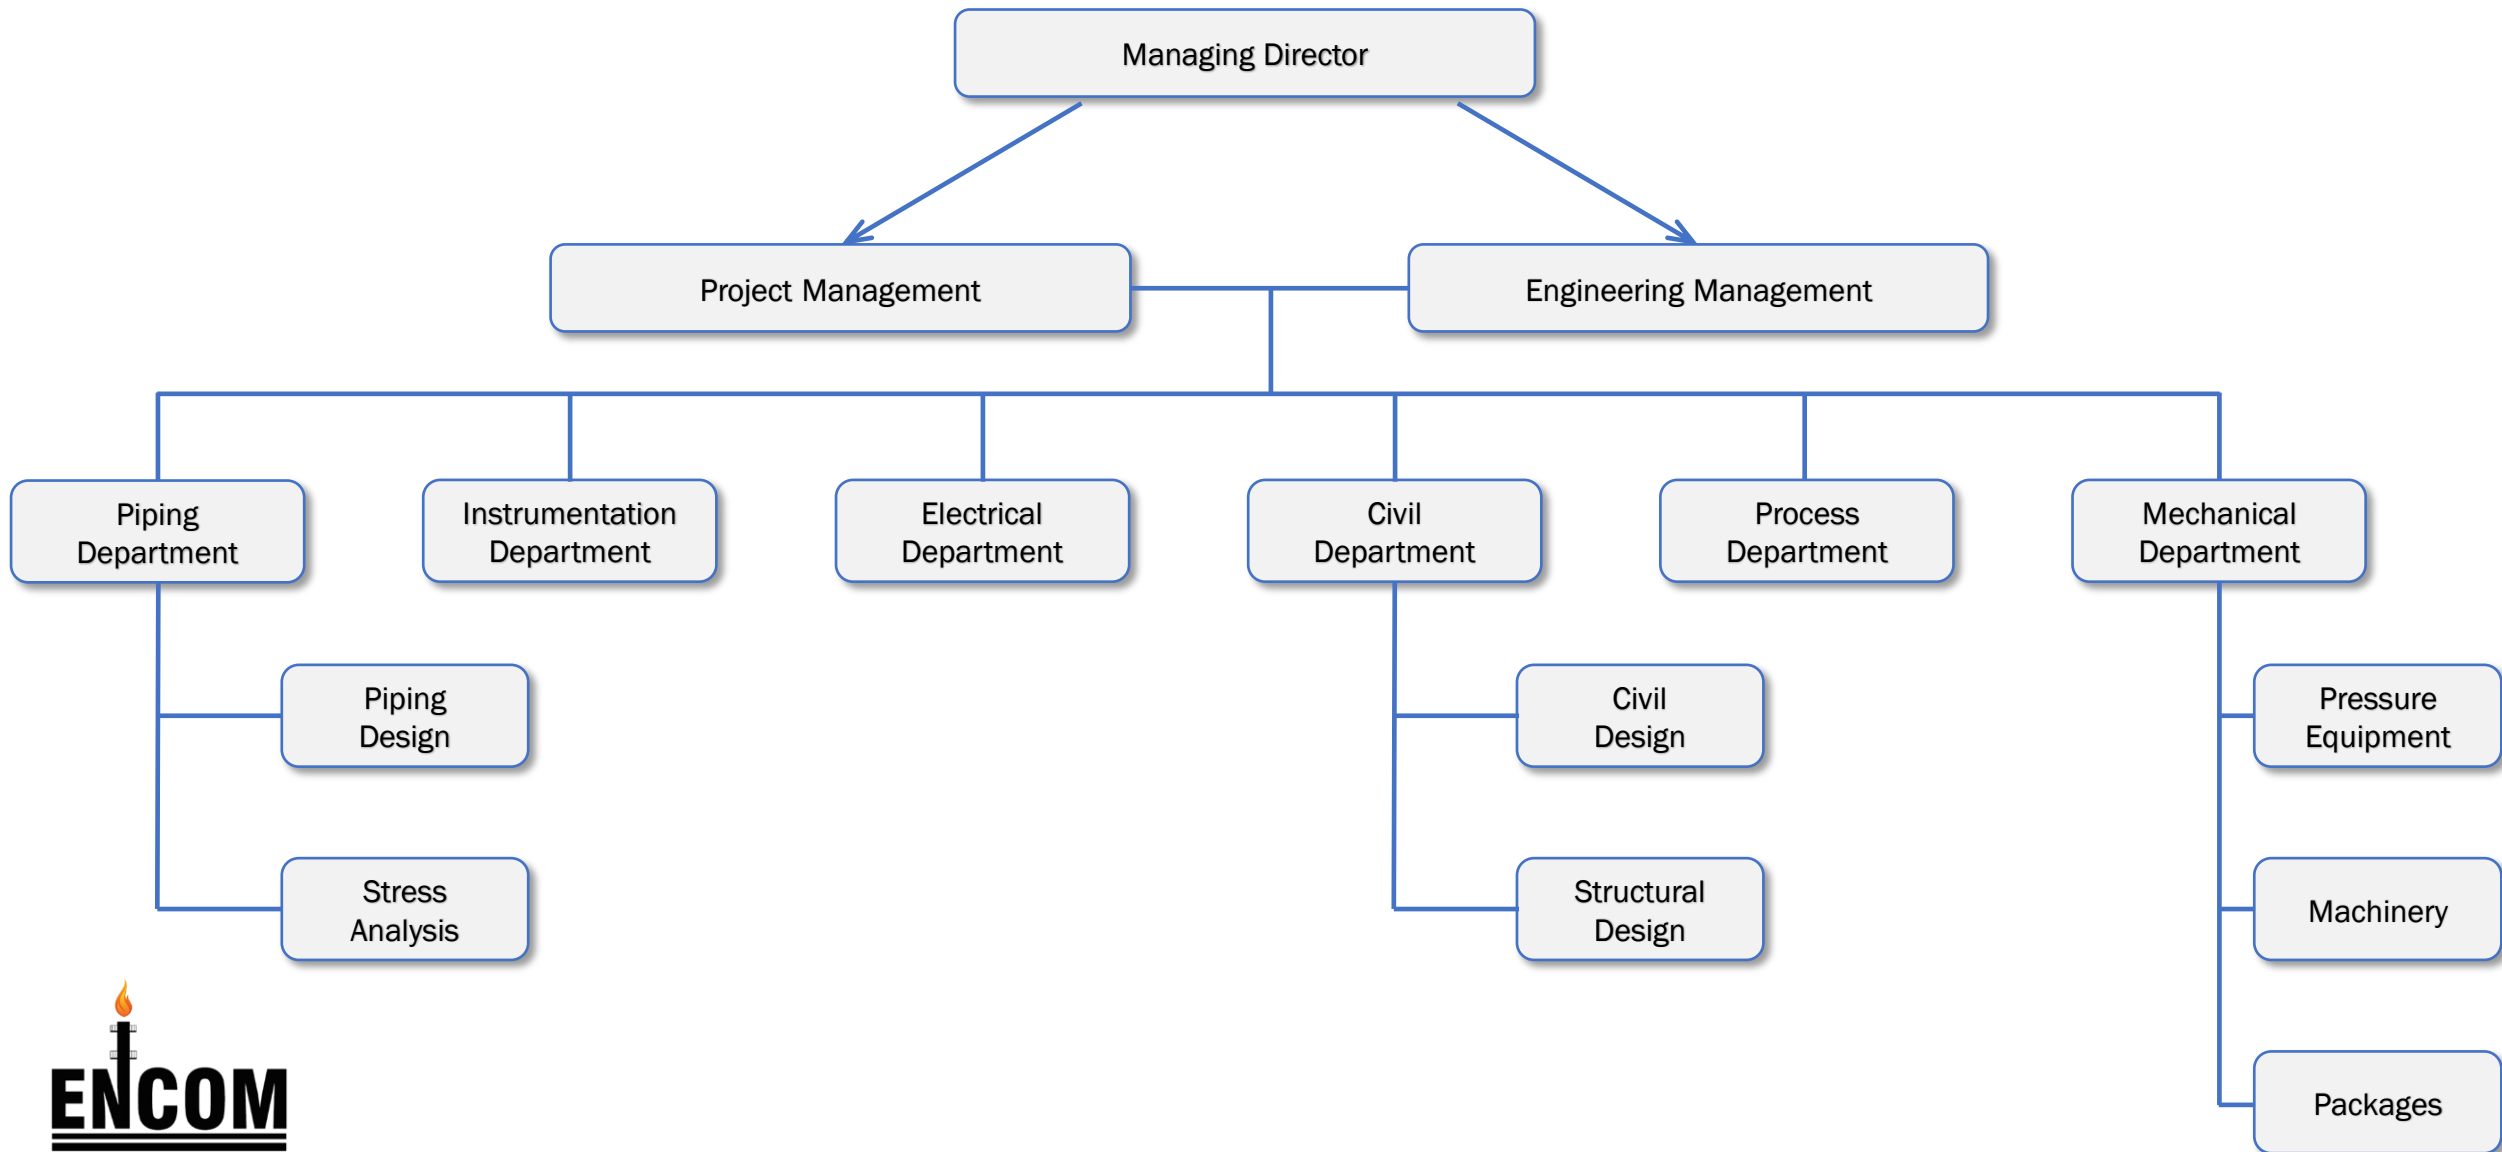 Managing Director
Project Management
Engineering Management
Piping
Department
Instrumentation
Department
Electrical
Department
Civil
Department
Process
Department
Mechanical
Department
Piping
Design
Civil
Design
Pressure
Equipment
Stress
Analysis
Structural
Design
Machinery
Packages
ENCOM